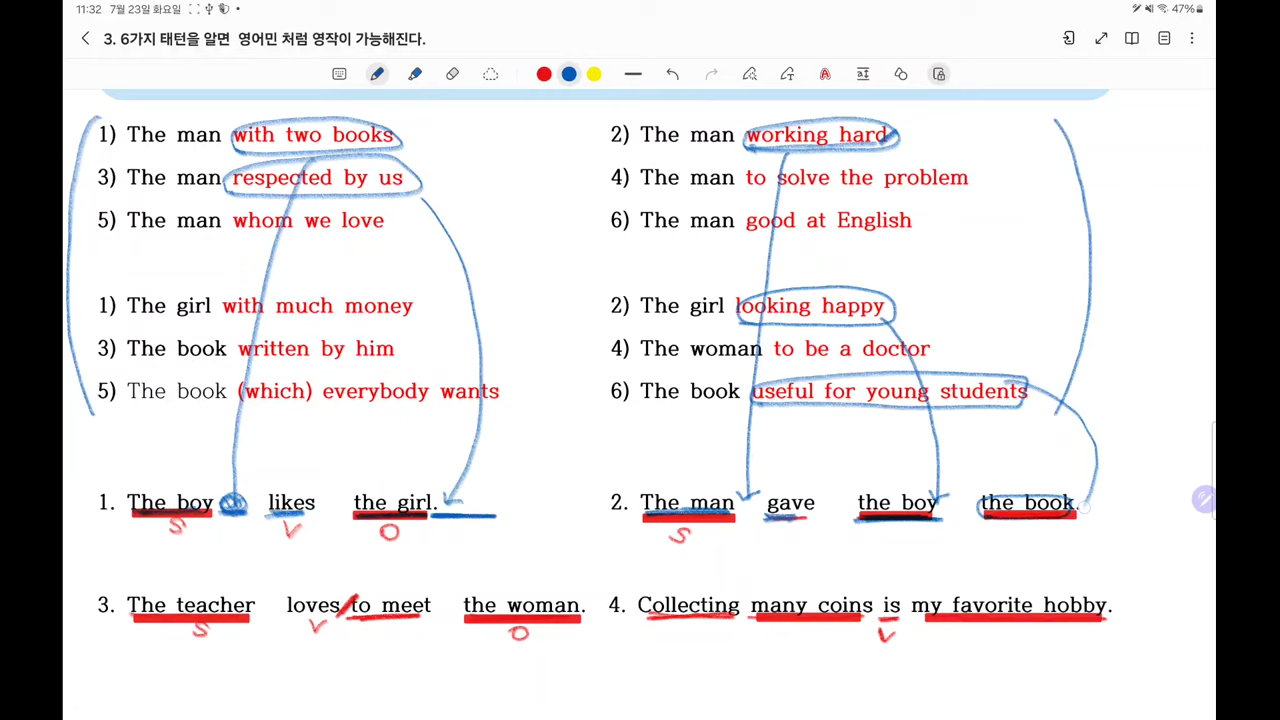 11:32 7월 23일 화요일
47%
3. 6가지 태턴을 알면 영어민 처럼 영작이 가능해진다.
1) The man with two books
2) The man working hard
3) The man respected by us
4) The man to solve the problem
5) The man whom we love
6) The man good at English
1) The girl with much money
2) The girl looking happy
3) The book written by him
4) The woman to be a doctor
5) The book (which) everybody wants
6) The book useful for young students
1. The boy likes the girl.
S V O
2. The man gave the boy the book.
S
3. The teacher loves to meet the woman.
S V O
4. Collecting many coins is my favorite hobby.
V